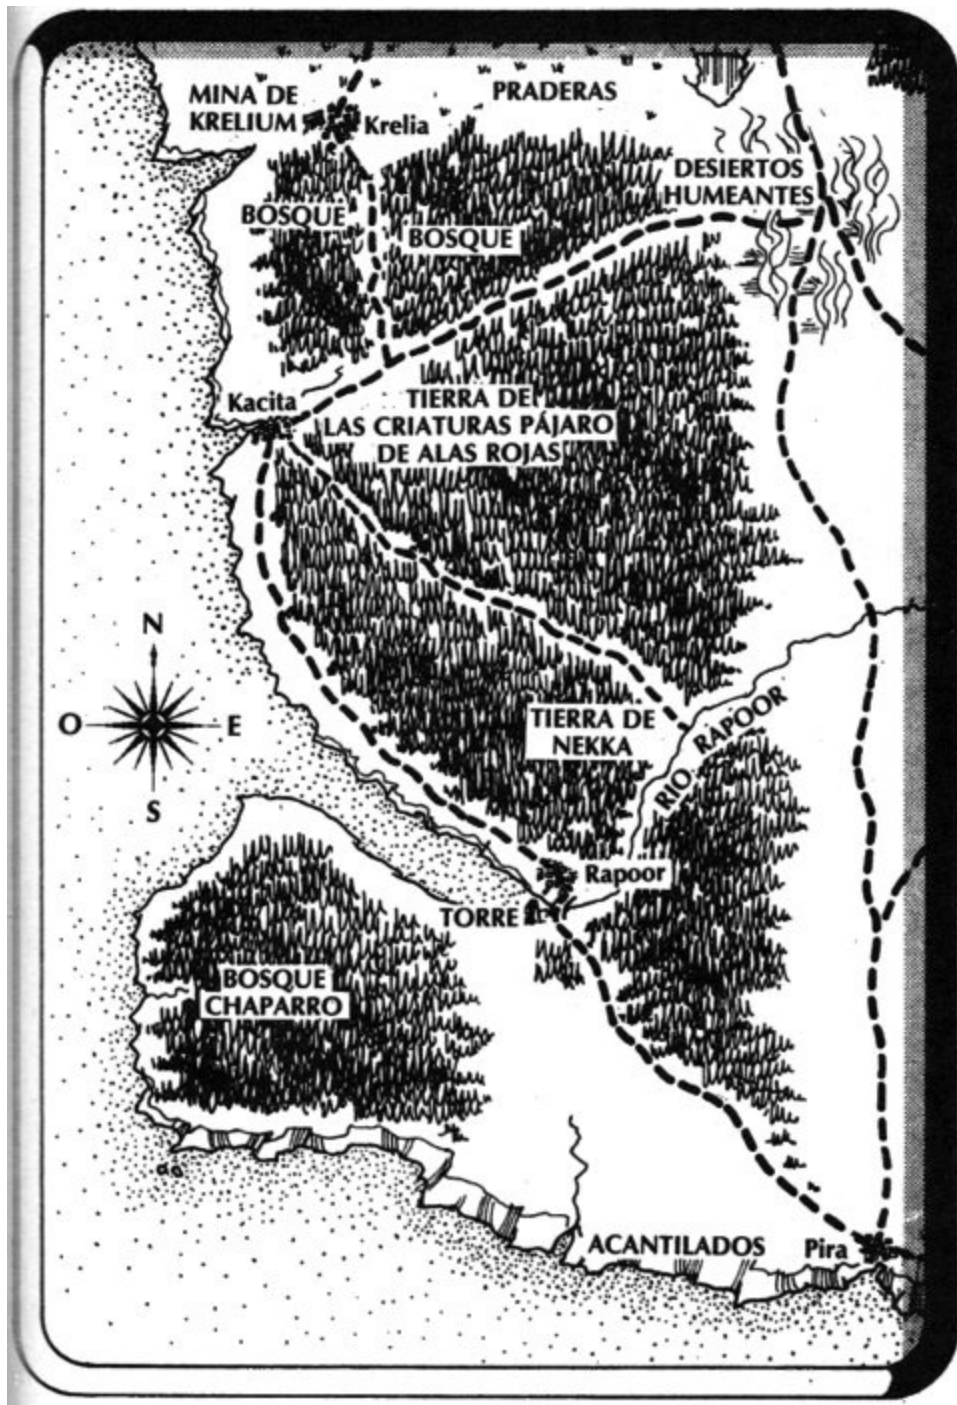 PRADERAS
MINA DE
KRELIUM
Krelia
DESIERTOS
HUMEANTES
BOSQUE
BOSQUE
Kacita
TIERRA DE
LAS CRIATURAS PÁJARO
DE ALAS ROJAS
N
O
E
S
TIERRA DE
NEKKA
RIO RAPOOR
Rapoor
TORRE
BOSQUE
CHAPARRO
ACANTILADOS
Pira